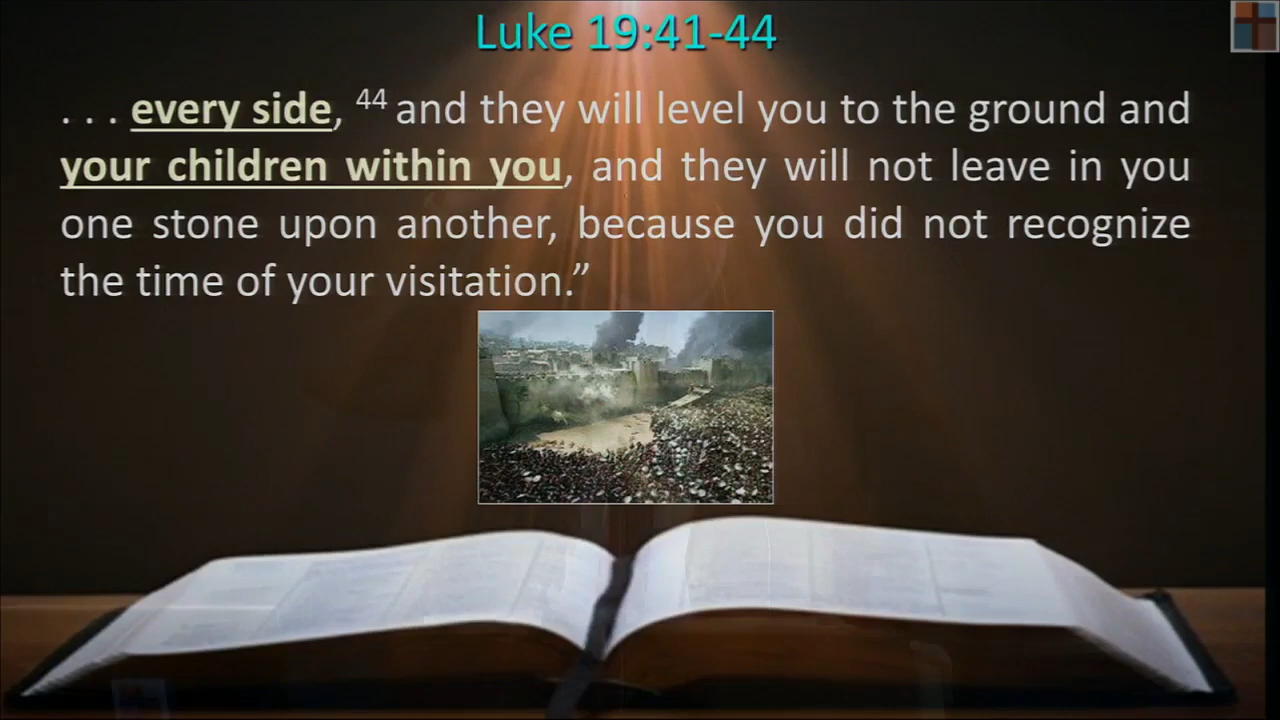 Luke 19:41-44
. . . every side, 44 and they will level you to the ground and
your children within you, and they will not leave in you
one stone upon another, because you did not recognize
the time of your visitation.”